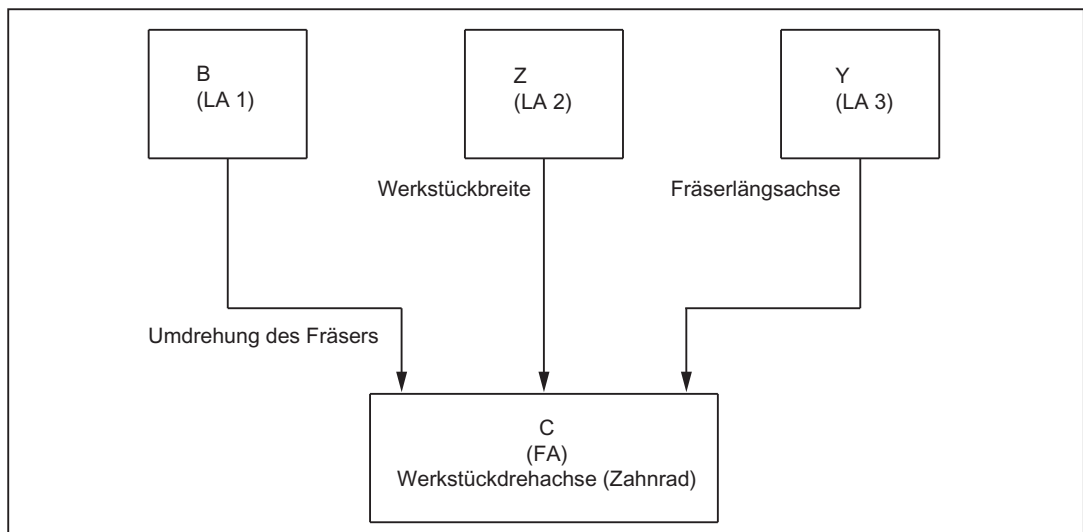 B
(LA 1)
Z
(LA 2)
Y
(LA 3)
Werkstückbreite
Fräserlängsachse
Umdrehung des Fräsers
C
(FA)
Werkstückdrehachse (Zahnrad)